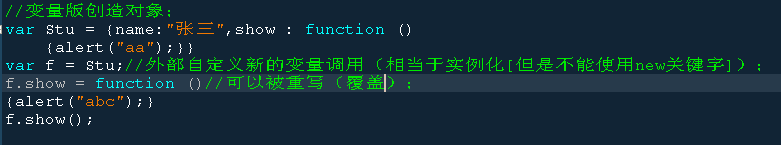 //变量版创造对象；
var Stu = {name:"张三",show : function ()
{alert("aa");}}
var f = Stu;//外部自定义新的变量调用（相当于实例化[但是不能使用new关键字]）；
f.show = function ()//可以被重写（覆盖）；
{alert("abc");}
f.show();